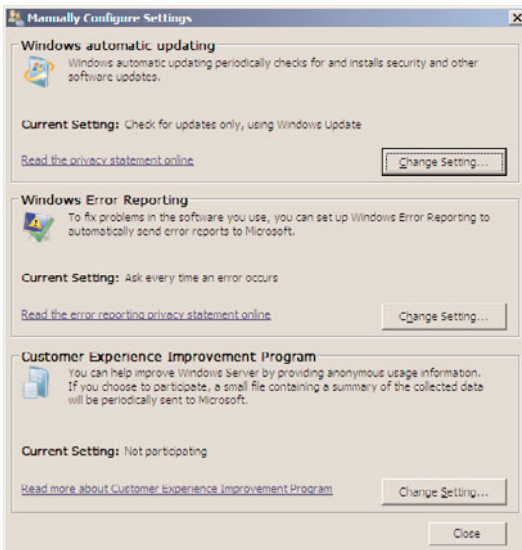 Manually Configure Settings
Windows automatic updating
Windows automatic updating periodically checks for and installs security and other
software updates.
Current Setting: Check for updates only, using Windows Update
Read the privacy statement online
Change Setting...
Windows Error Reporting
To fix problems in the software you use, you can set up Windows Error Reporting to
automatically send error reports to Microsoft.
Current Setting: Ask every time an error occurs
Read the error reporting privacy statement online
Change Setting...
Customer Experience Improvement Program
You can help improve Windows Server by providing anonymous usage information.
If you choose to participate, a small file containing a summary of the collected data
will be periodically sent to Microsoft.
Current Setting: Not participating
Read more about Customer Experience Improvement Program
Change Setting...
Close